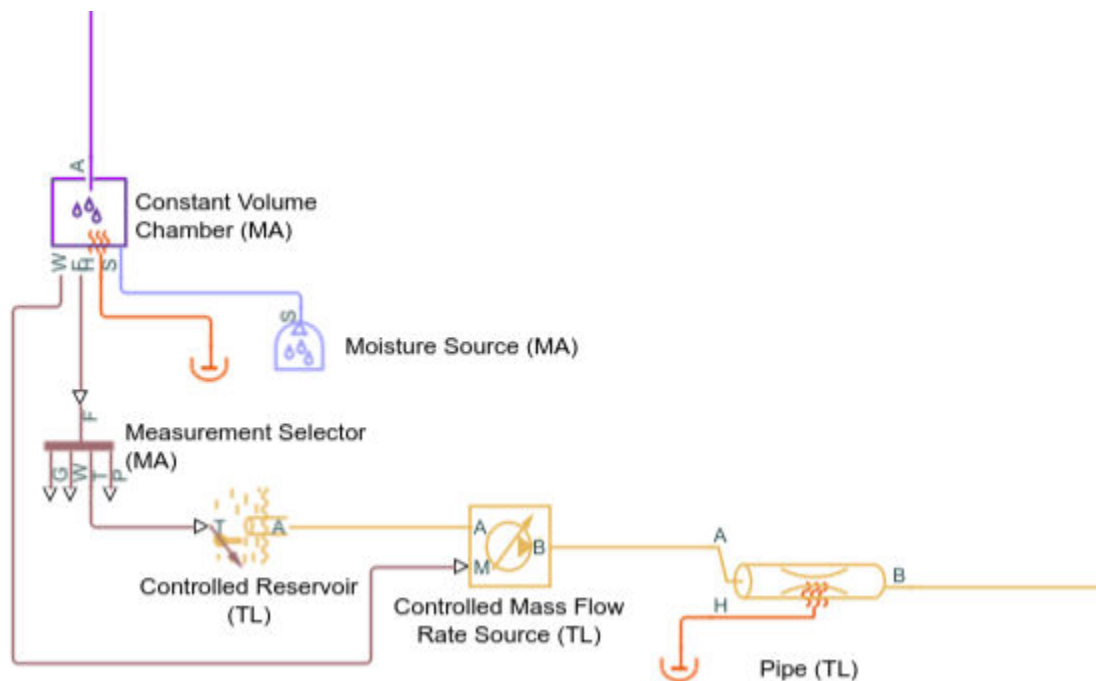 A
Constant Volume
Chamber (MA)
W
F
H
S
S
Moisture Source (MA)
F
Measurement Selector
(MA)
G
W
T
P
T
A
A
B
M
Controlled Reservoir
(TL)
Controlled Mass Flow
Rate Source (TL)
A
B
H
Pipe (TL)